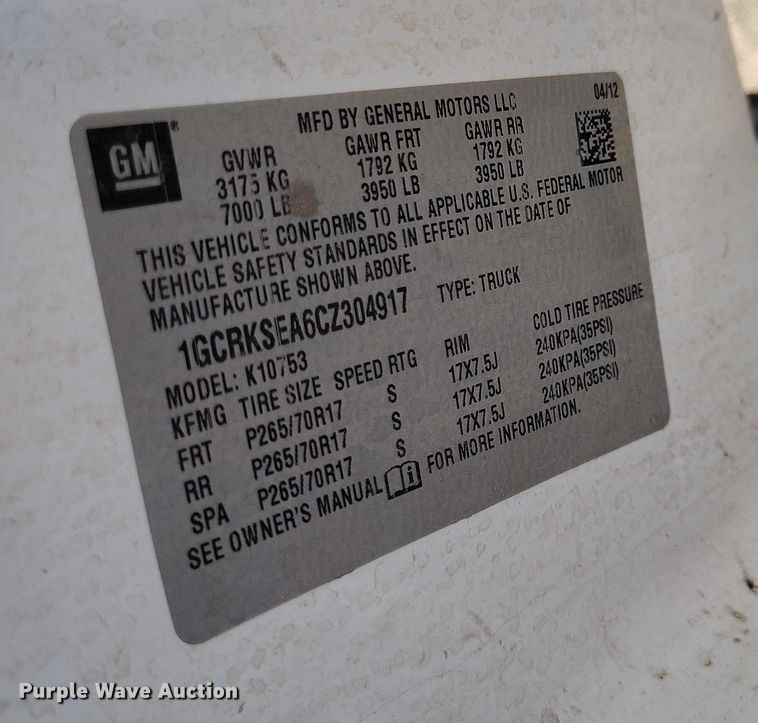 GM
®
MFD BY GENERAL MOTORS LLC
04/12
GVWR GAWR FRT GAWR RR
3175 KG 1792 KG 1792 KG
7000 LB 3950 LB 3950 LB
THIS VEHICLE CONFORMS TO ALL APPLICABLE U.S. FEDERAL MOTOR
VEHICLE SAFETY STANDARDS IN EFFECT ON THE DATE OF
MANUFACTURE SHOWN ABOVE.
1GCRKSEA6CZ304917 TYPE: TRUCK
MODEL: K10753
KFMG TIRE SIZE SPEED RTG RIM COLD TIRE PRESSURE
FRT P265/70R17 S 17X7.5J 240KPA(35PSI)
RR P265/70R17 S 17X7.5J 240KPA(35PSI)
SPA P265/70R17 S 17X7.5J 240KPA(35PSI)
SEE OWNER'S MANUAL i FOR MORE INFORMATION.
Purple Wave Auction